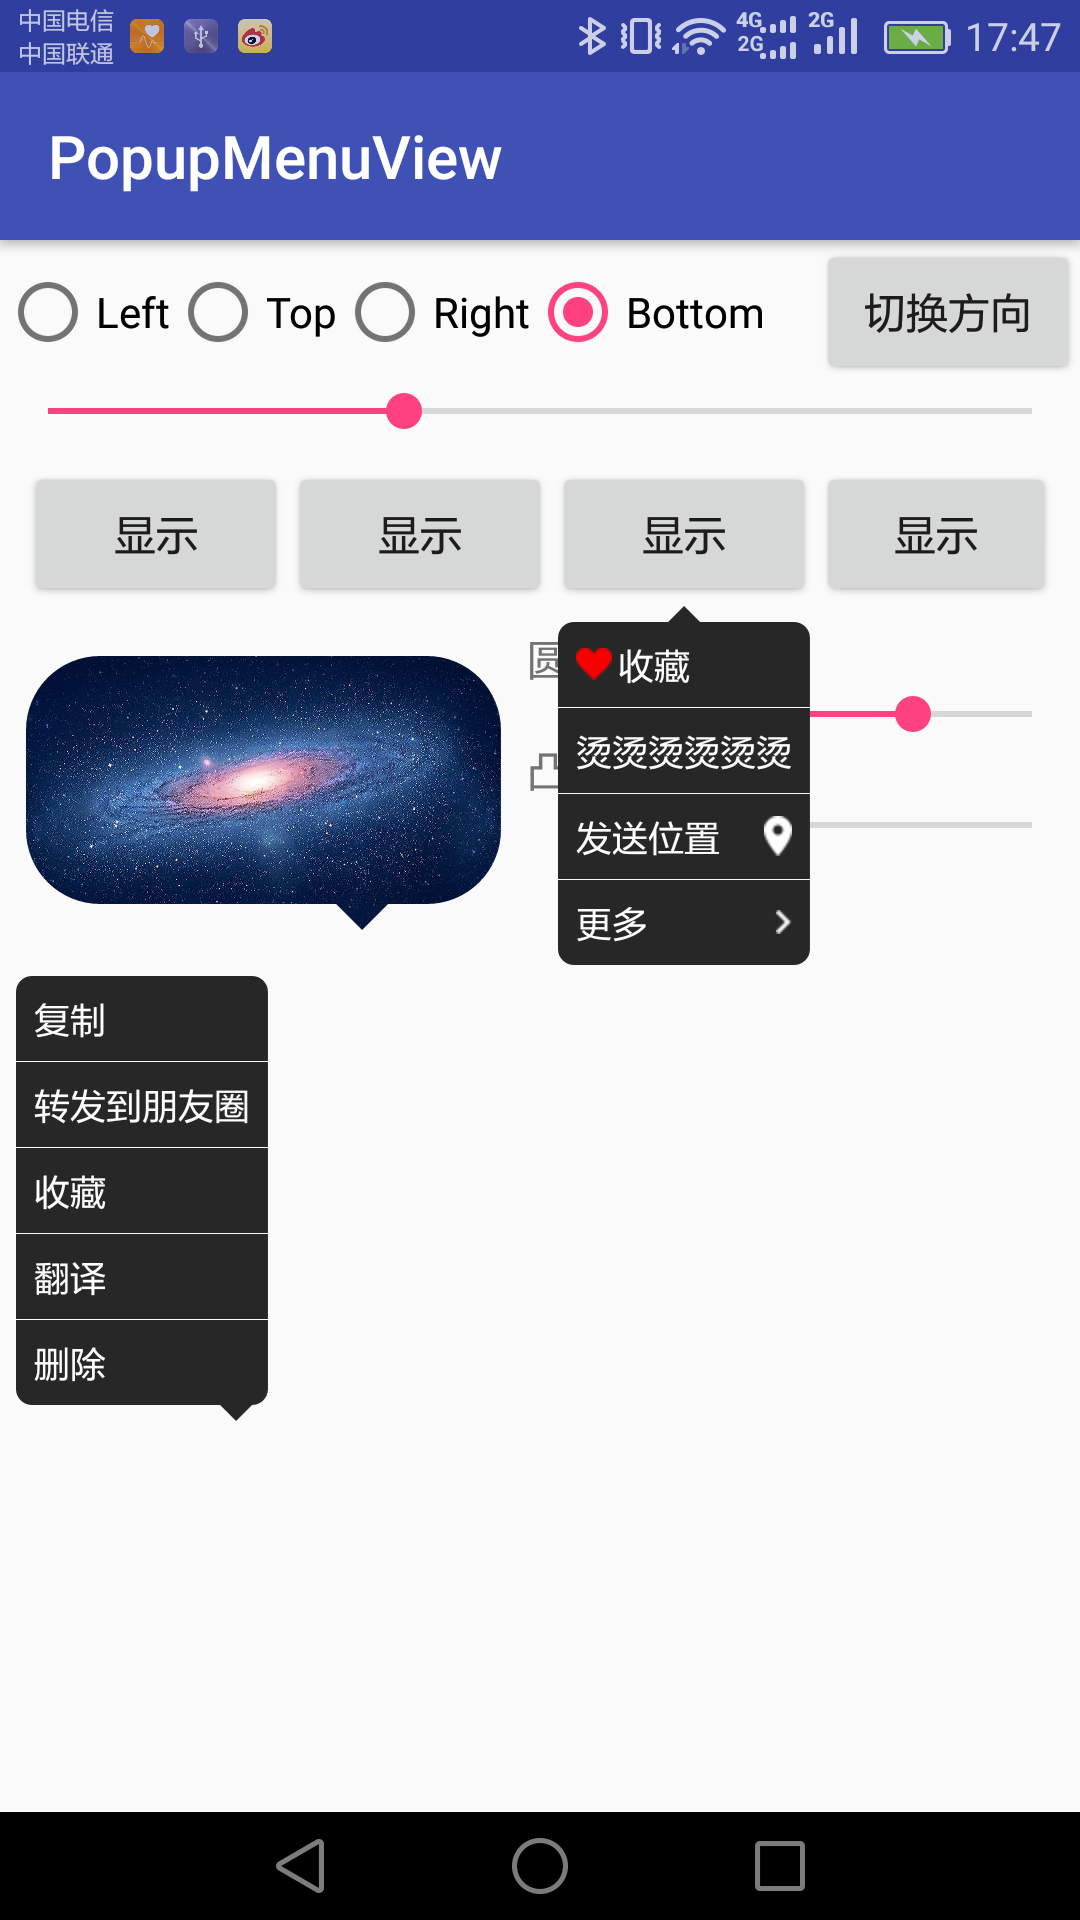 中国电信
中国联通
4G
2G
2G
17:47
PopupMenuView
Left
Top
Right
Bottom
切换方向
显示
显示
显示
显示
圆
凸
收藏
烫烫烫烫烫烫
发送位置
更多
复制
转发到朋友圈
收藏
翻译
删除